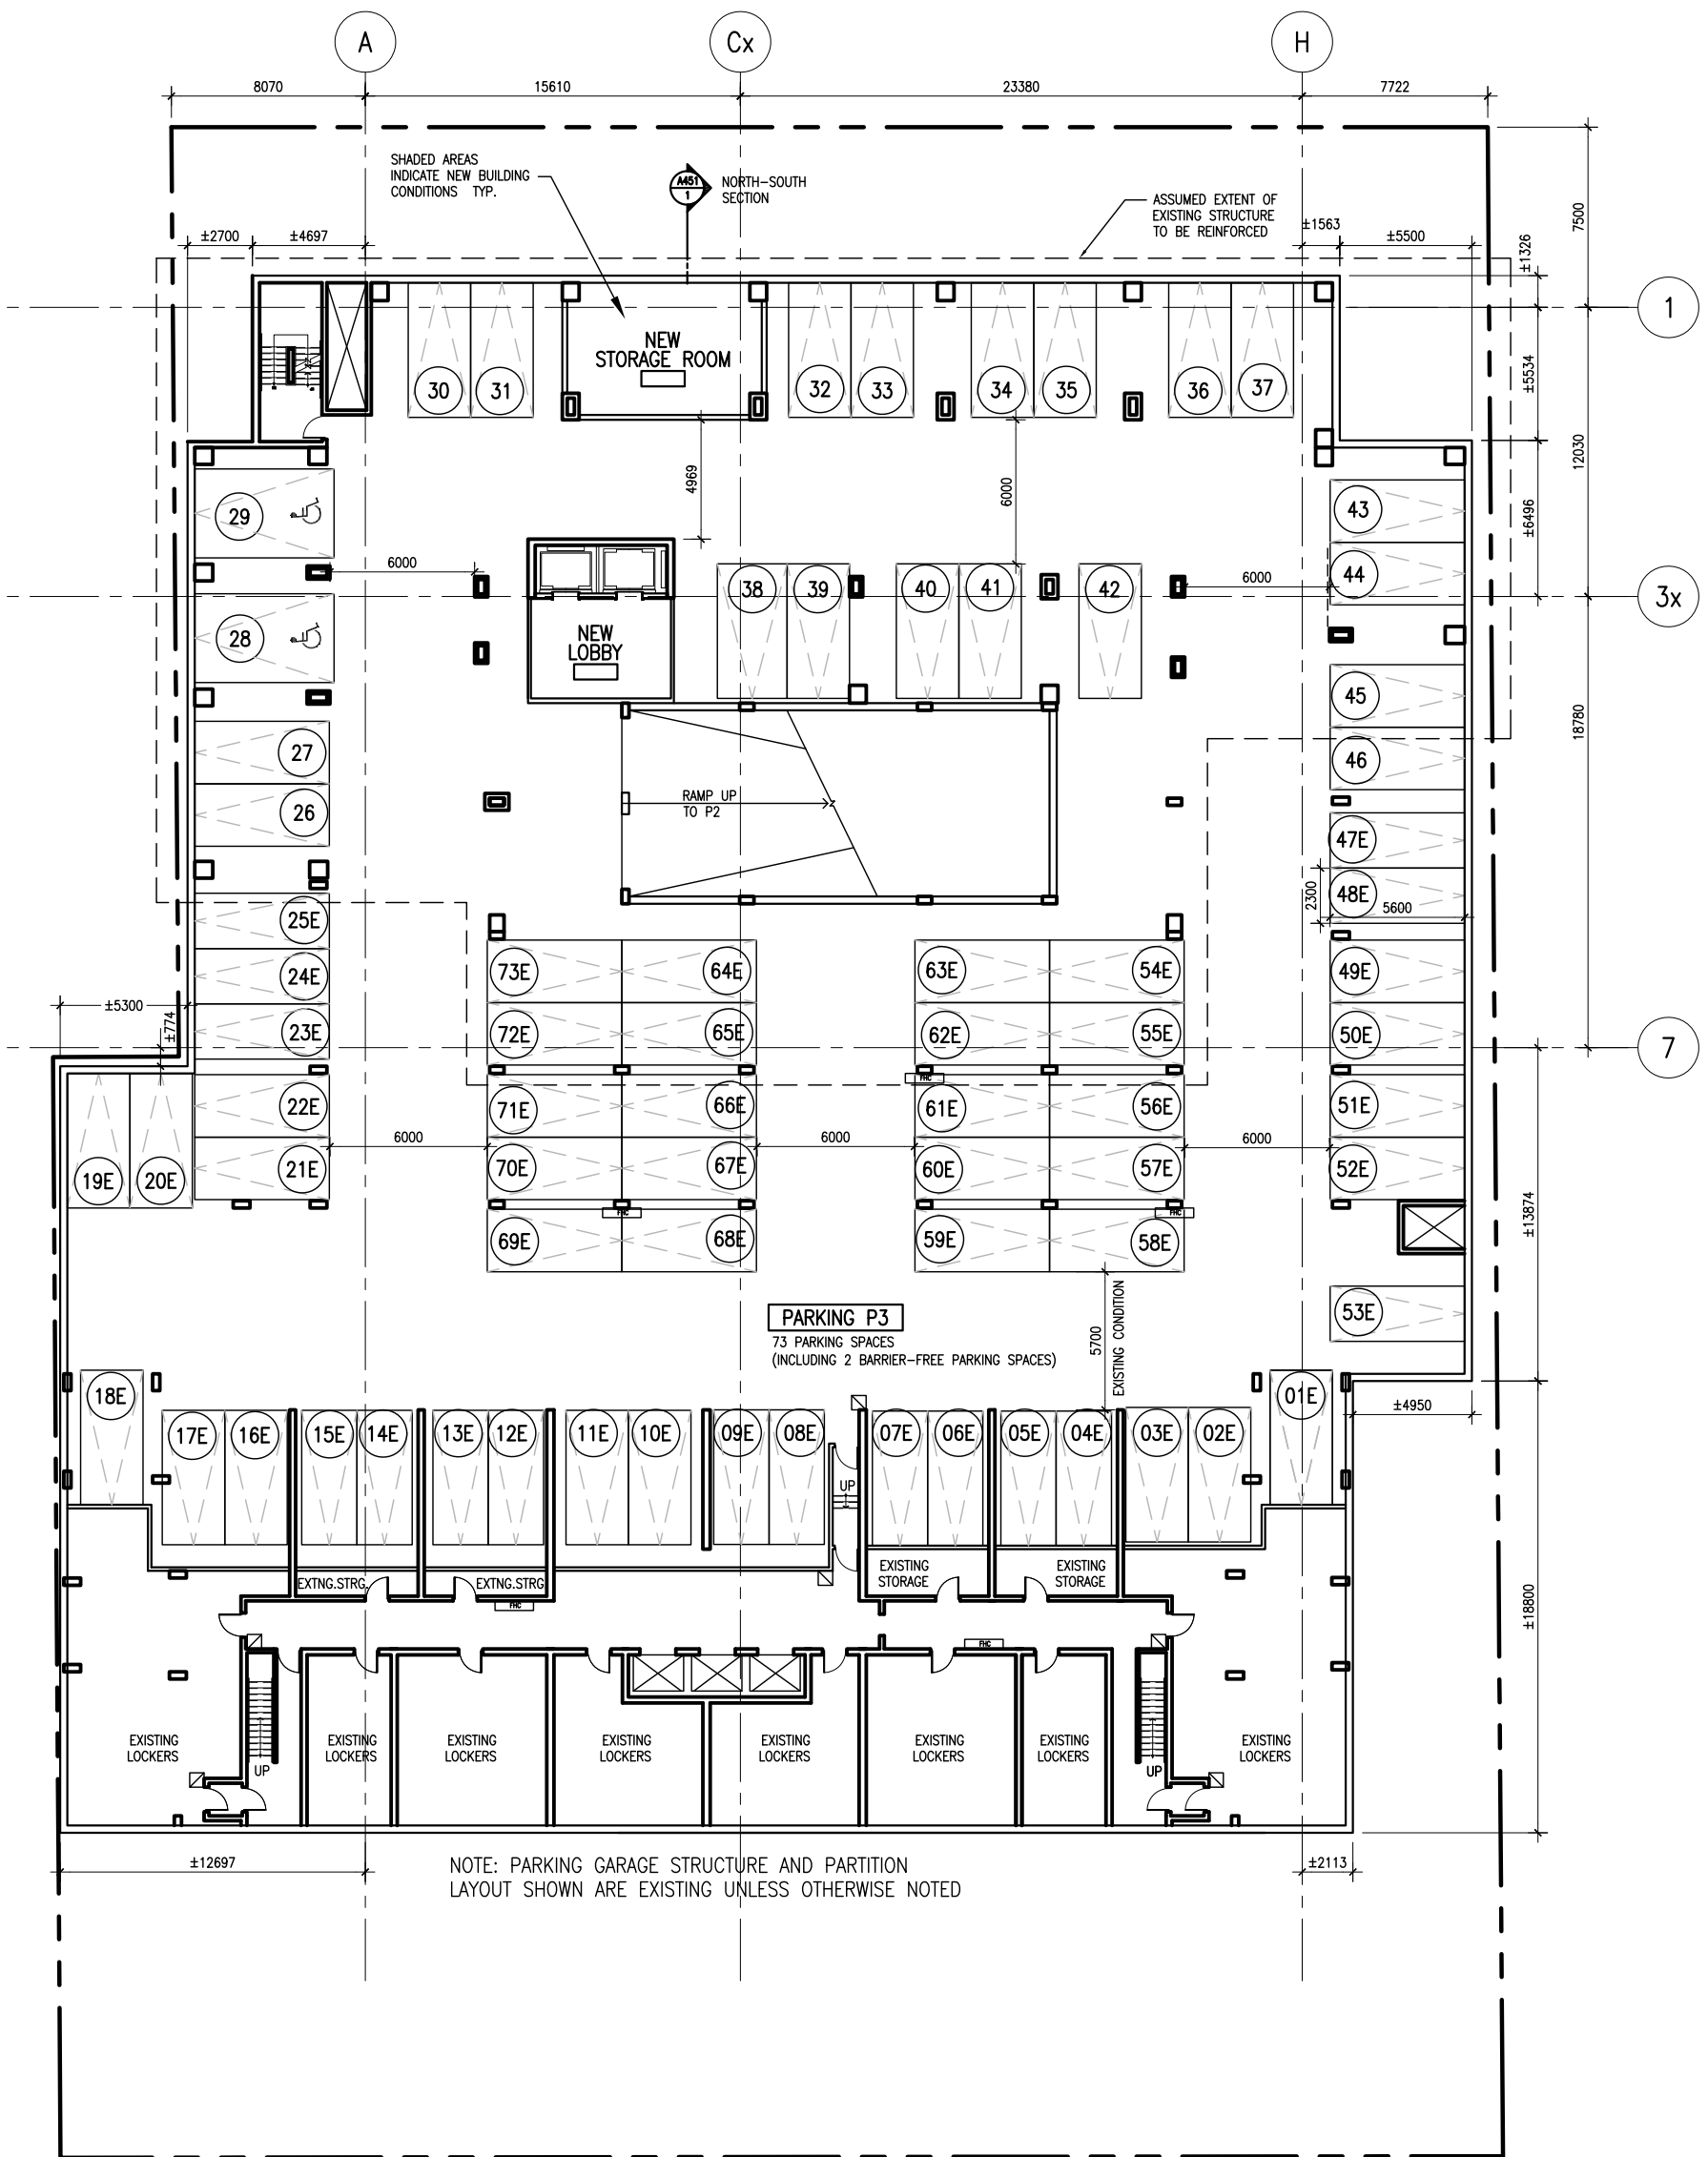 A
Cx
H
8070
15610
23380
7722
SHADED AREAS
INDICATE NEW BUILDING
CONDITIONS TYP.
A451
1
NORTH-SOUTH
SECTION
ASSUMED EXTENT OF
EXISTING STRUCTURE
TO BE REINFORCED
±2700
±4697
±1563
±5500
±1326
7500
1
NEW
STORAGE ROOM
30
31
32
33
34
35
36
37
±5534
12030
4969
6000
±6496
29
43
44
6000
6000
38
39
40
41
42
3x
28
NEW
LOBBY
45
27
46
18780
26
RAMP UP
TO P2
47E
48E
2300
5600
25E
24E
23E
73E
64E
63E
54E
49E
±5300
±774
72E
65E
62E
55E
50E
7
FHC
22E
71E
66E
61E
56E
51E
6000
6000
6000
19E
20E
21E
70E
67E
60E
57E
52E
FHC
FHC
69E
68E
59E
58E
±13874
53E
PARKING P3
73 PARKING SPACES
(INCLUDING 2 BARRIER-FREE PARKING SPACES)
5700
EXISTING CONDITION
18E
01E
±4950
17E
16E
15E
14E
13E
12E
11E
10E
09E
08E
07E
06E
05E
04E
03E
02E
UP
EXTNG.STRG.
EXTNG.STRG.
EXISTING
STORAGE
EXISTING
STORAGE
FHC
FHC
±18800
EXISTING
LOCKERS
EXISTING
LOCKERS
EXISTING
LOCKERS
EXISTING
LOCKERS
EXISTING
LOCKERS
EXISTING
LOCKERS
EXISTING
LOCKERS
EXISTING
LOCKERS
UP
UP
±12697
±2113
NOTE: PARKING GARAGE STRUCTURE AND PARTITION
LAYOUT SHOWN ARE EXISTING UNLESS OTHERWISE NOTED